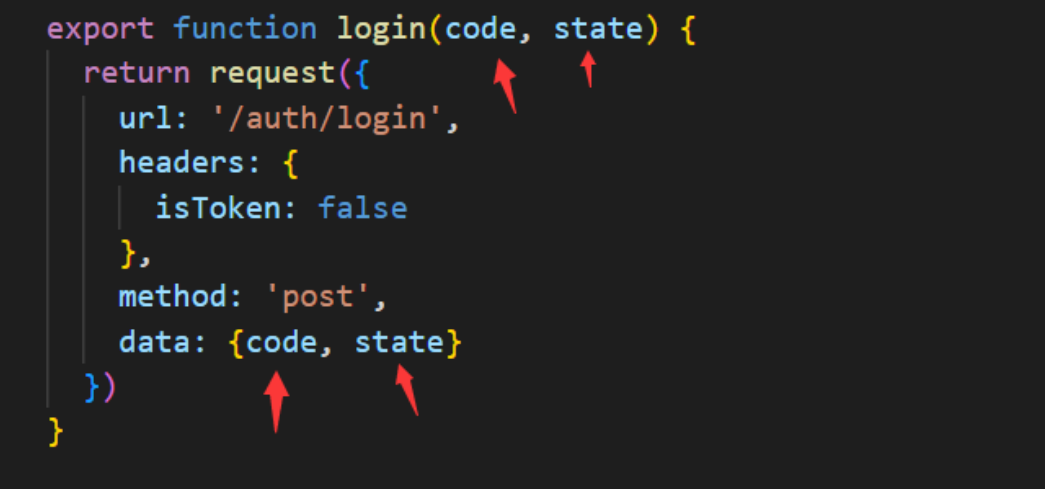 export function login(code, state) {
  return request({
    url: '/auth/login',
    headers: {
      isToken: false
    },
    method: 'post',
    data: {code, state}
  })
}